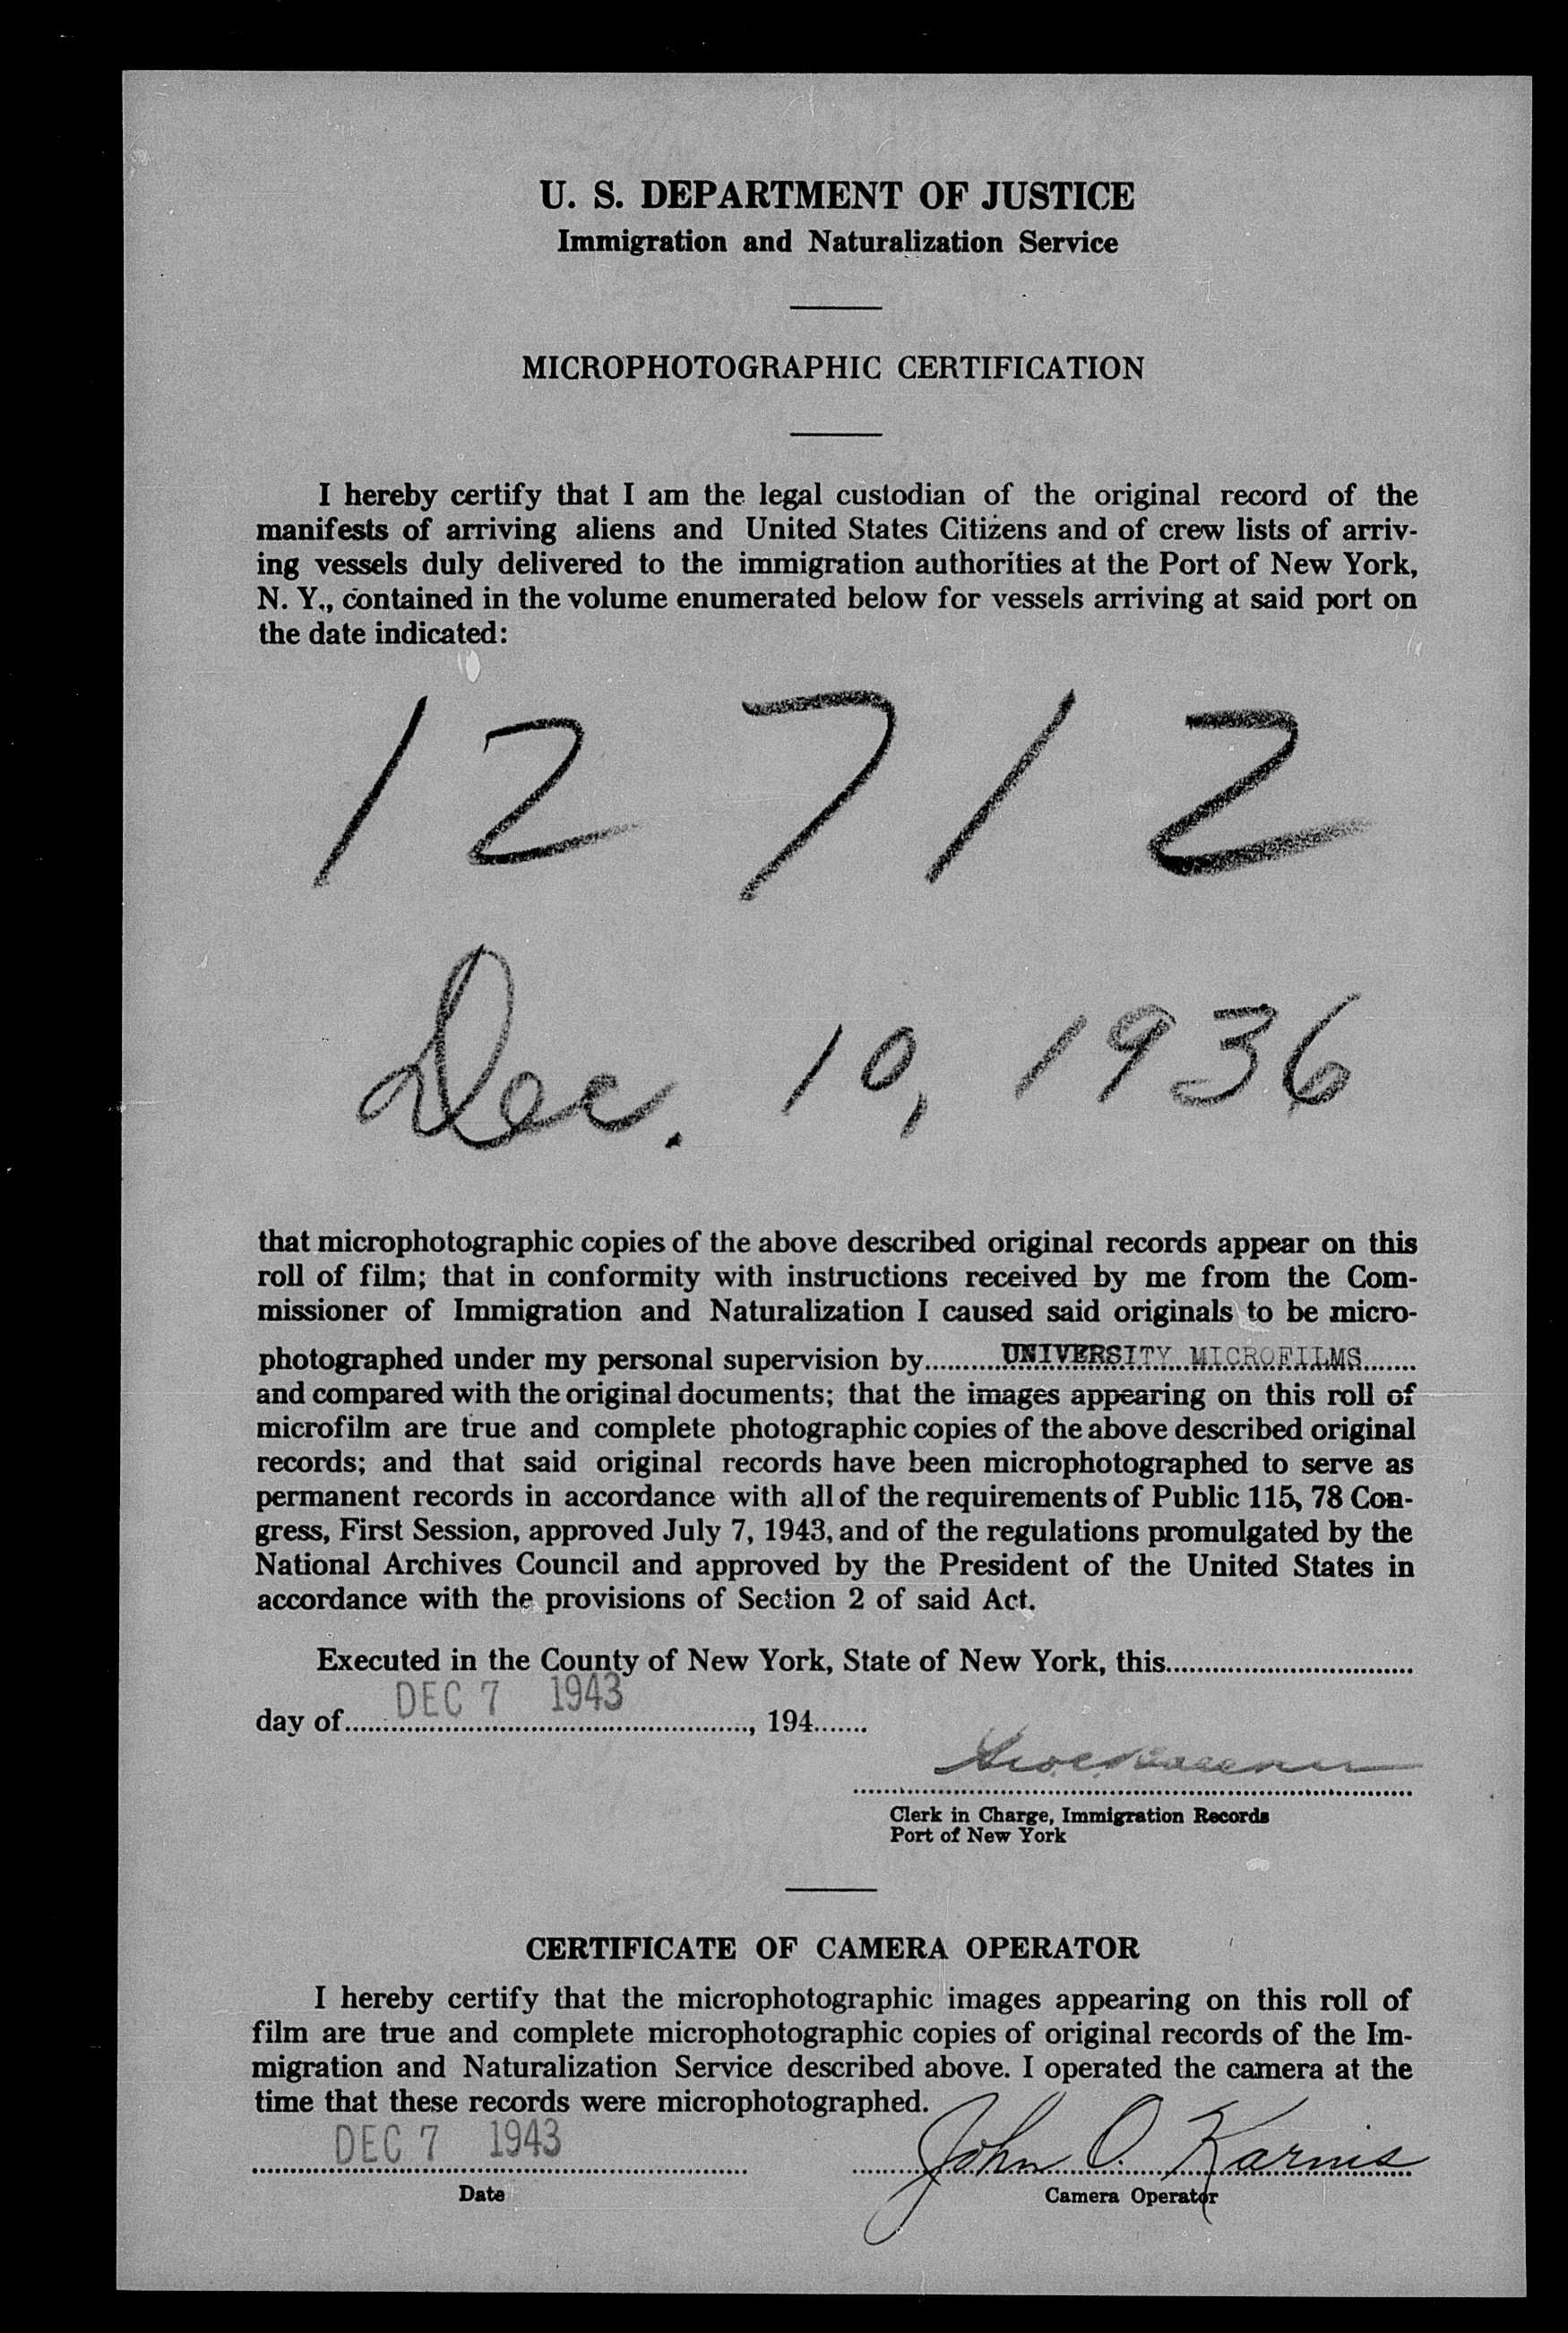 U. S. DEPARTMENT OF JUSTICE
Immigration and Naturalization Service
MICROPHOTOGRAPHIC CERTIFICATION
I hereby certify that I am the legal custodian of the original record of the
manifests of arriving aliens and United States Citizens and of crew lists of arriv-
ing vessels duly delivered to the immigration authorities at the Port of New York,
N. Y., contained in the volume enumerated below for vessels arriving at said port on
the date indicated:
12 7 1 2
Dec. 10, 1936
that microphotographic copies of the above described original records appear on this
roll of film; that in conformity with instructions received by me from the Com-
missioner of Immigration and Naturalization I caused said originals to be micro-
photographed under my personal supervision by UNIVERSITY MICROFILMS
and compared with the original documents; that the images appearing on this roll of
microfilm are true and complete photographic copies of the above described original
records; and that said original records have been microphotographed to serve as
permanent records in accordance with all of the requirements of Public 115, 78 Con-
gress, First Session, approved July 7, 1943, and of the regulations promulgated by the
National Archives Council and approved by the President of the United States in
accordance with the provisions of Section 2 of said Act.
Executed in the County of New York, State of New York, this
day of DEC 7 1943, 194
Clerk in Charge, Immigration Records
Port of New York
CERTIFICATE OF CAMERA OPERATOR
I hereby certify that the microphotographic images appearing on this roll of
film are true and complete microphotographic copies of original records of the Im-
migration and Naturalization Service described above. I operated the camera at the
time that these records were microphotographed.
DEC 7 1943 John O. Karnis
Date Camera Operator